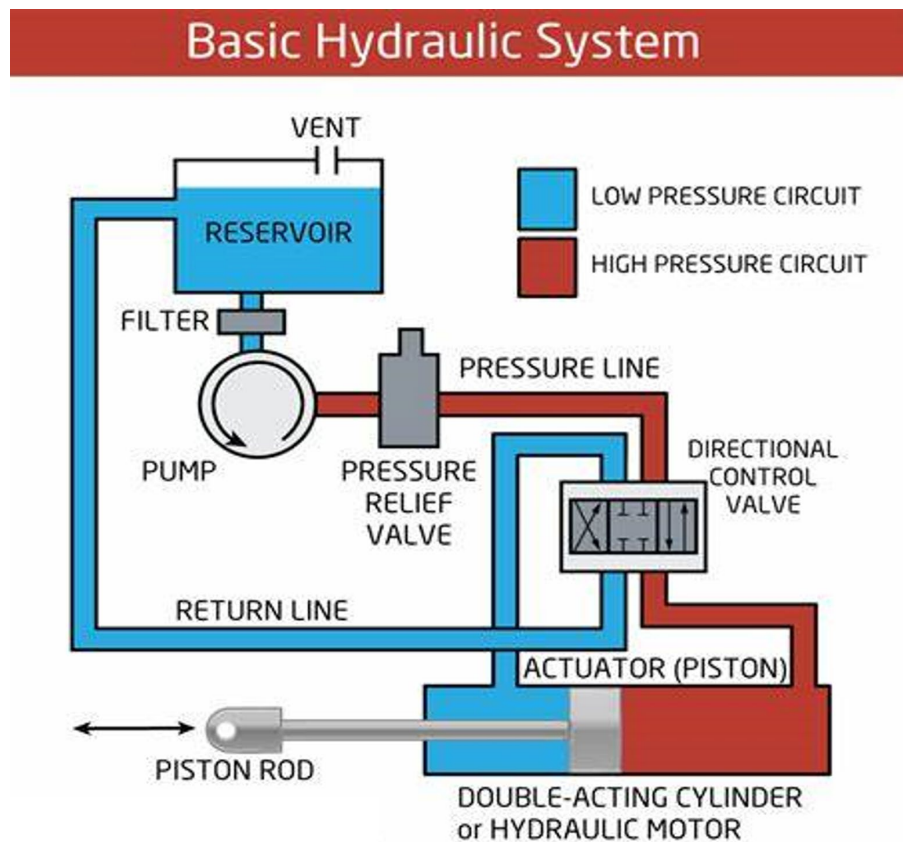 Basic Hydraulic System
VENT
RESERVOIR
LOW PRESSURE CIRCUIT
HIGH PRESSURE CIRCUIT
FILTER
PRESSURE LINE
PUMP
PRESSURE
RELIEF
VALVE
DIRECTIONAL
CONTROL
VALVE
RETURN LINE
ACTUATOR (PISTON)
PISTON ROD
DOUBLE-ACTING CYLINDER
or HYDRAULIC MOTOR